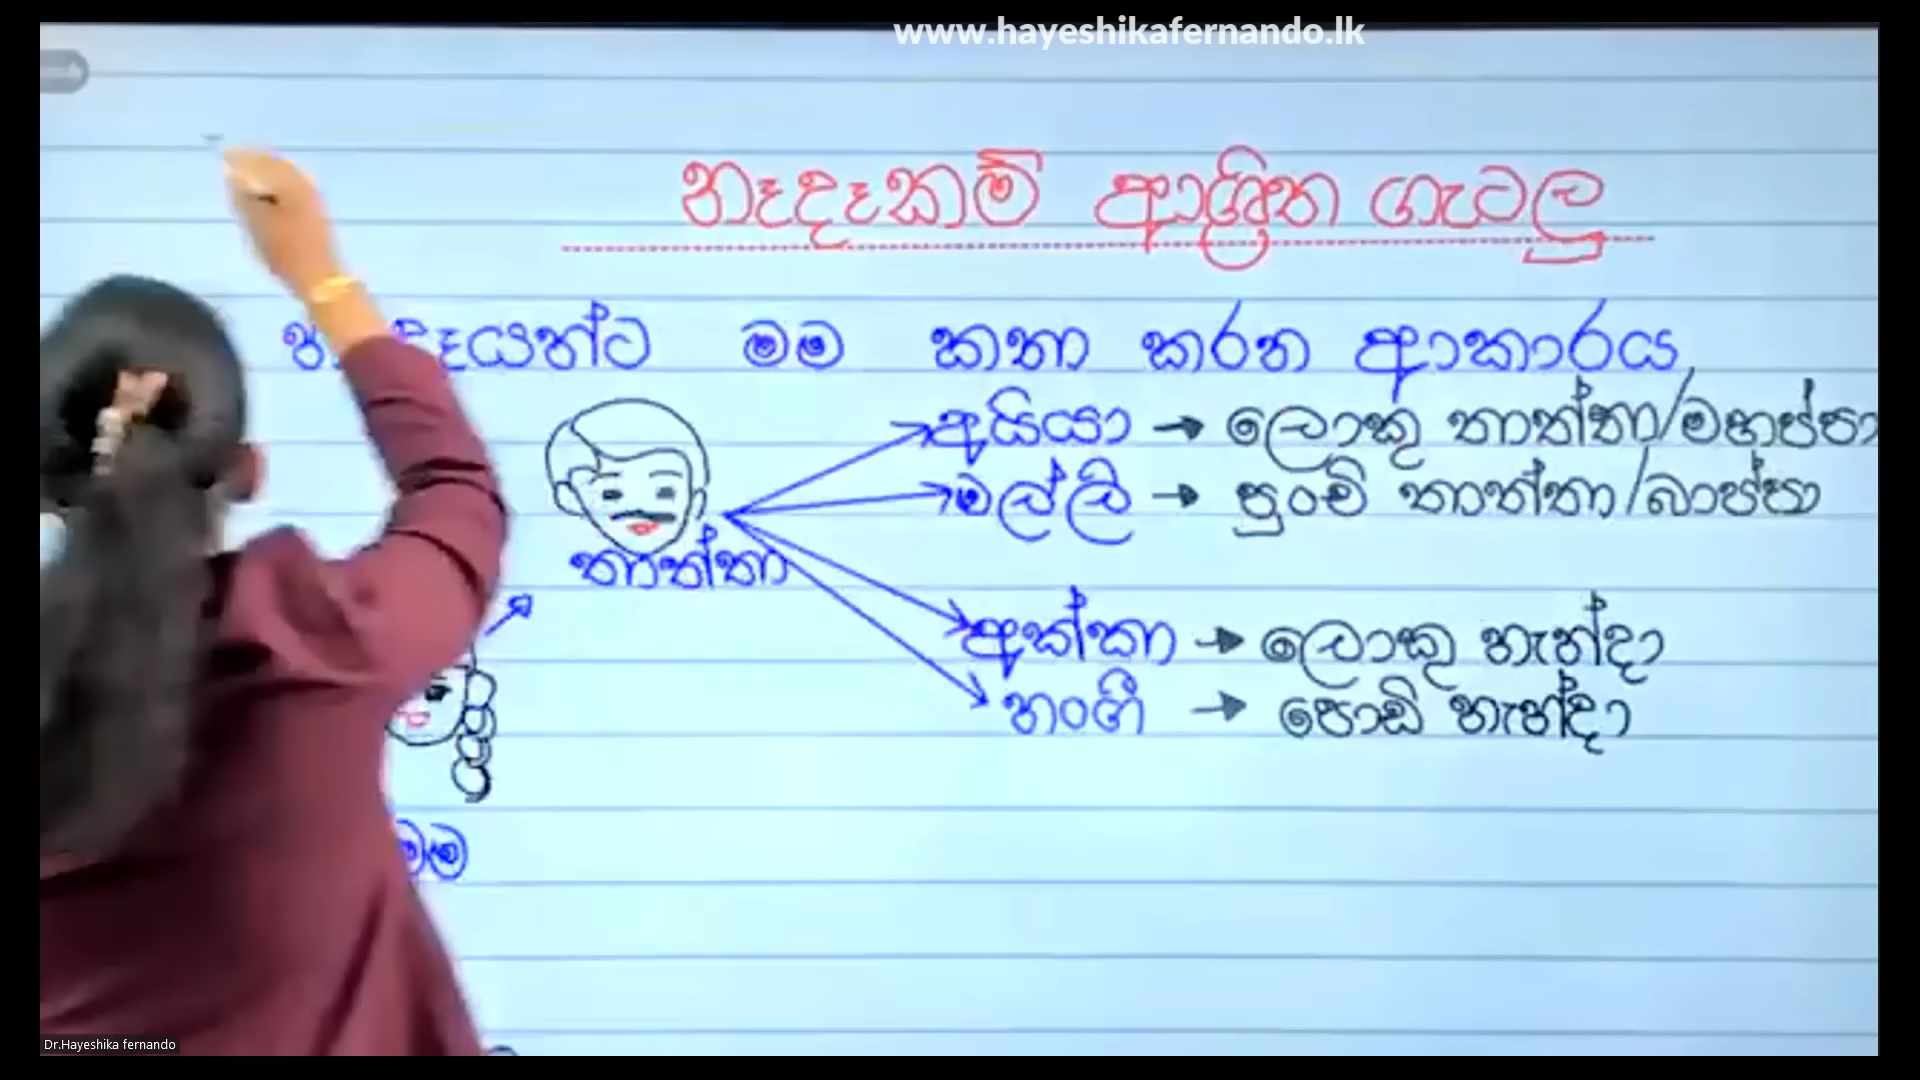 www.hayeshikafernando.lk
නෑදෑකම් ආශ්‍රිත ගැටලු
මම කතා කරන ආකාරය
අයියා → ලොකු තාත්තා/මහප්පා
මල්ලි → පුංචි තාත්තා/බාප්පා
තාත්තා
අක්කා → ලොකු නැන්දා
නංගී → පොඩි නැන්දා
මම
Dr.Hayeshika fernando